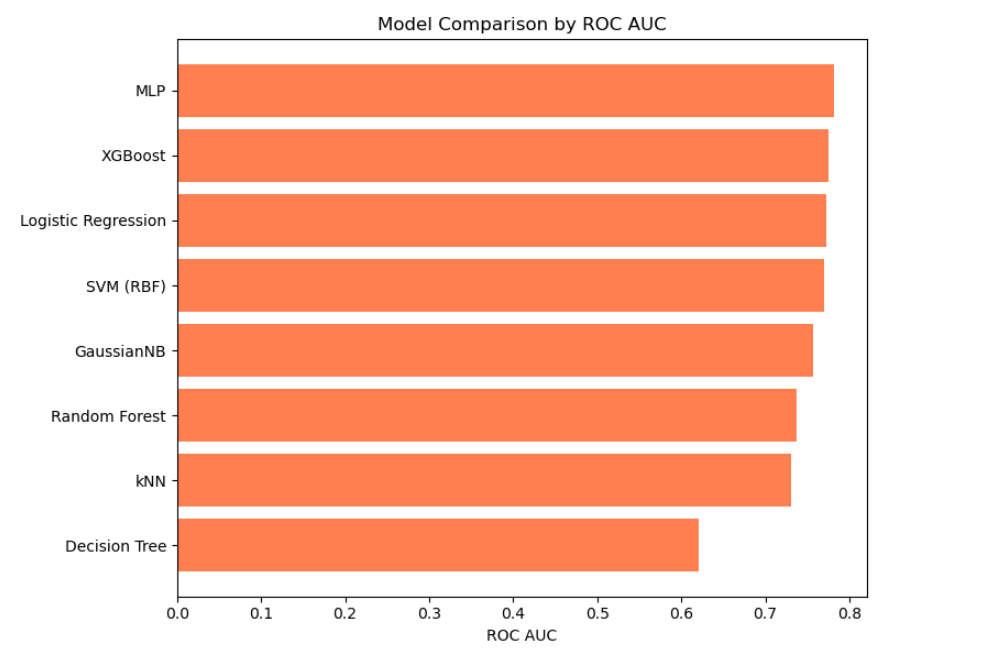 Model Comparison by ROC AUC
MLP
XGBoost
Logistic Regression
SVM (RBF)
GaussianNB
Random Forest
kNN
Decision Tree
0.0 0.1 0.2 0.3 0.4 0.5 0.6 0.7 0.8
ROC AUC